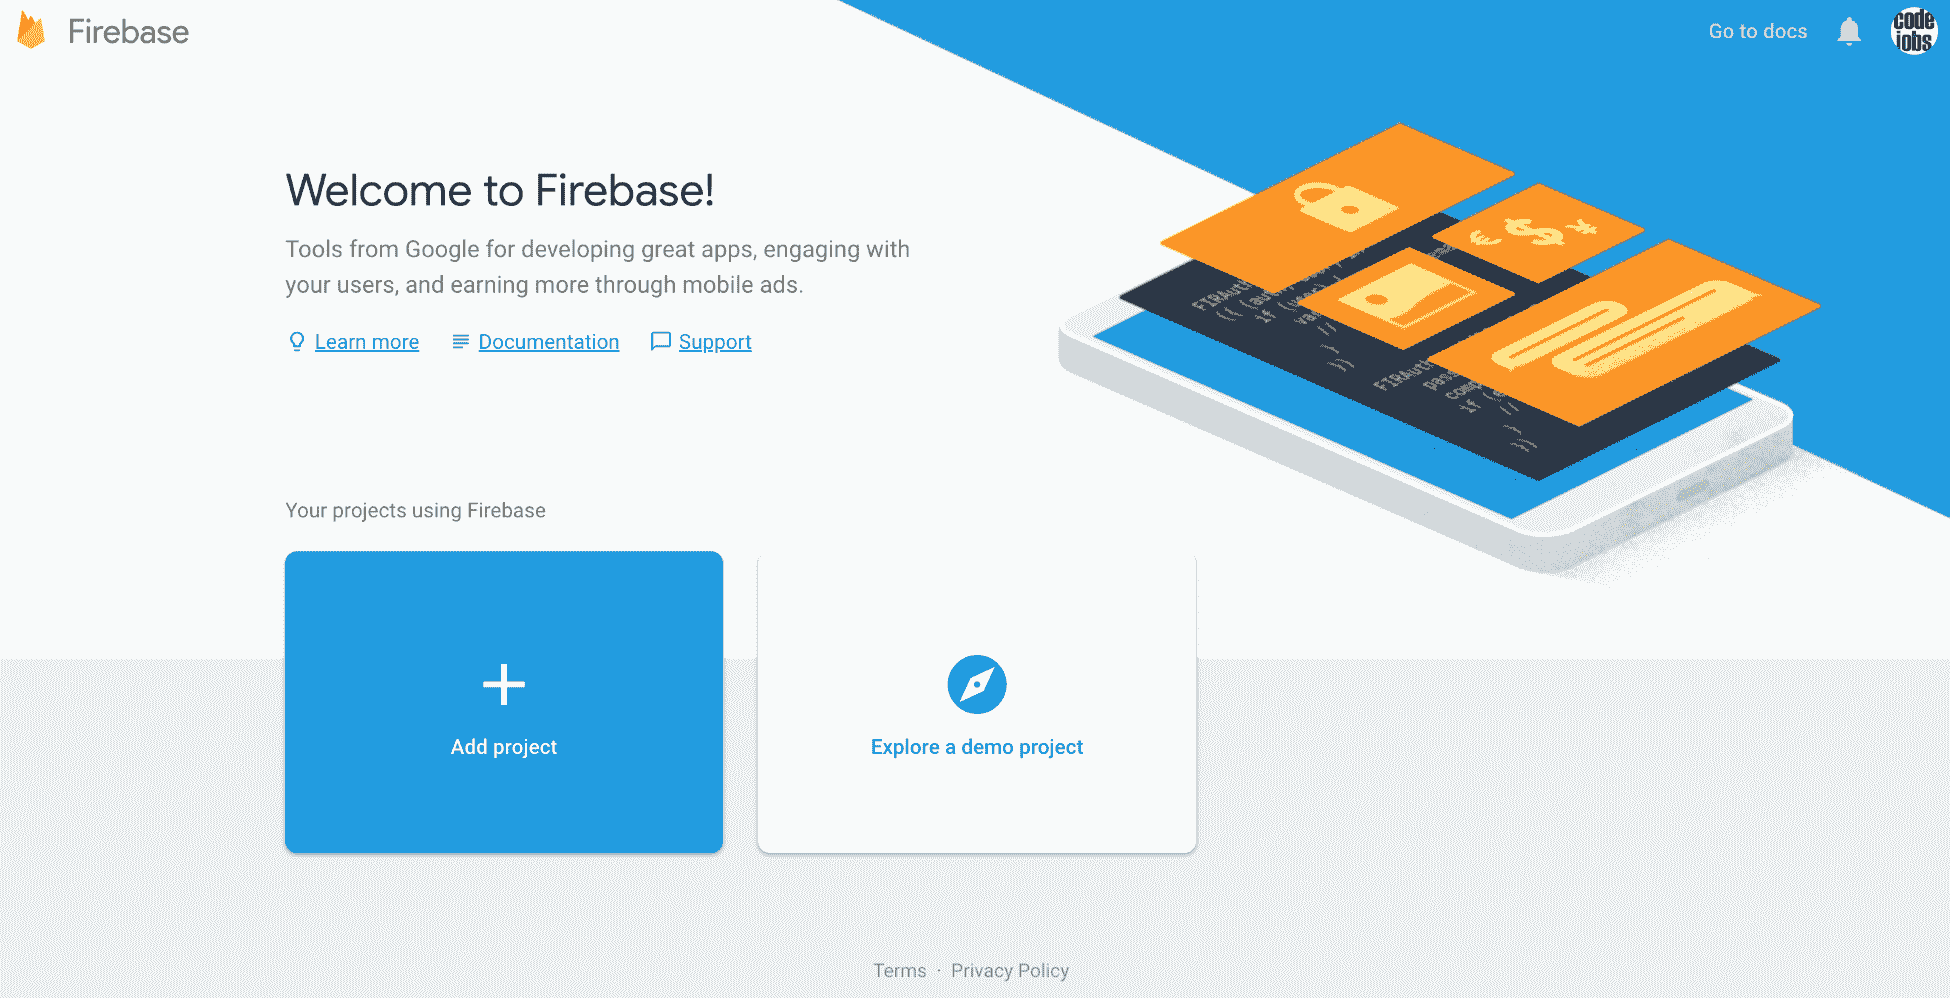 Firebase
Go to docs
code
jobs
Welcome to Firebase!
Tools from Google for developing great apps, engaging with
your users, and earning more through mobile ads.
Learn more
Documentation
Support
Your projects using Firebase
Add project
Explore a demo project
Terms · Privacy Policy